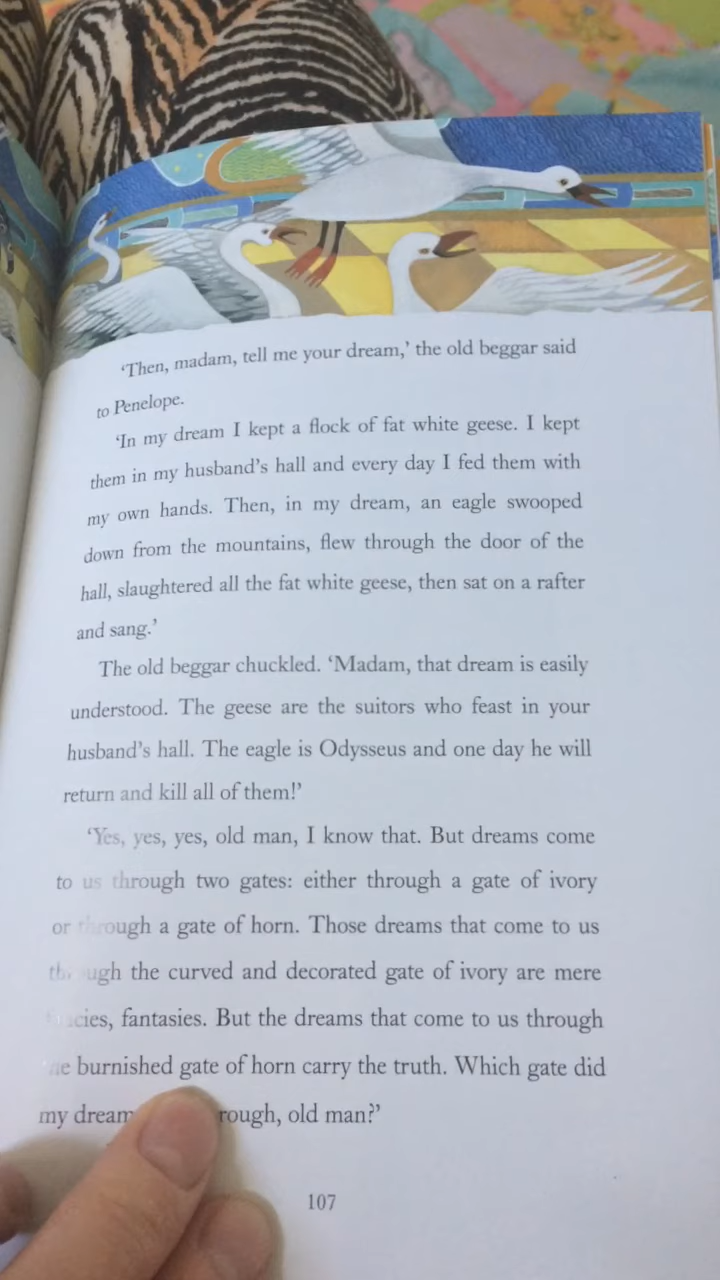 ‘Then, madam, tell me your dream,’ the old beggar said
to Penelope.
‘In my dream I kept a flock of fat white geese. I kept
them in my husband’s hall and every day I fed them with
my own hands. Then, in my dream, an eagle swooped
down from the mountains, flew through the door of the
hall, slaughtered all the fat white geese, then sat on a rafter
and sang.’
The old beggar chuckled. ‘Madam, that dream is easily
understood. The geese are the suitors who feast in your
husband’s hall. The eagle is Odysseus and one day he will
return and kill all of them!’
‘Yes, yes, yes, old man, I know that. But dreams come
to us through two gates: either through a gate of ivory
or through a gate of horn. Those dreams that come to us
through the curved and decorated gate of ivory are mere
fantasies. But the dreams that come to us through
burnished gate of horn carry the truth. Which gate did
my dream old man?’
107